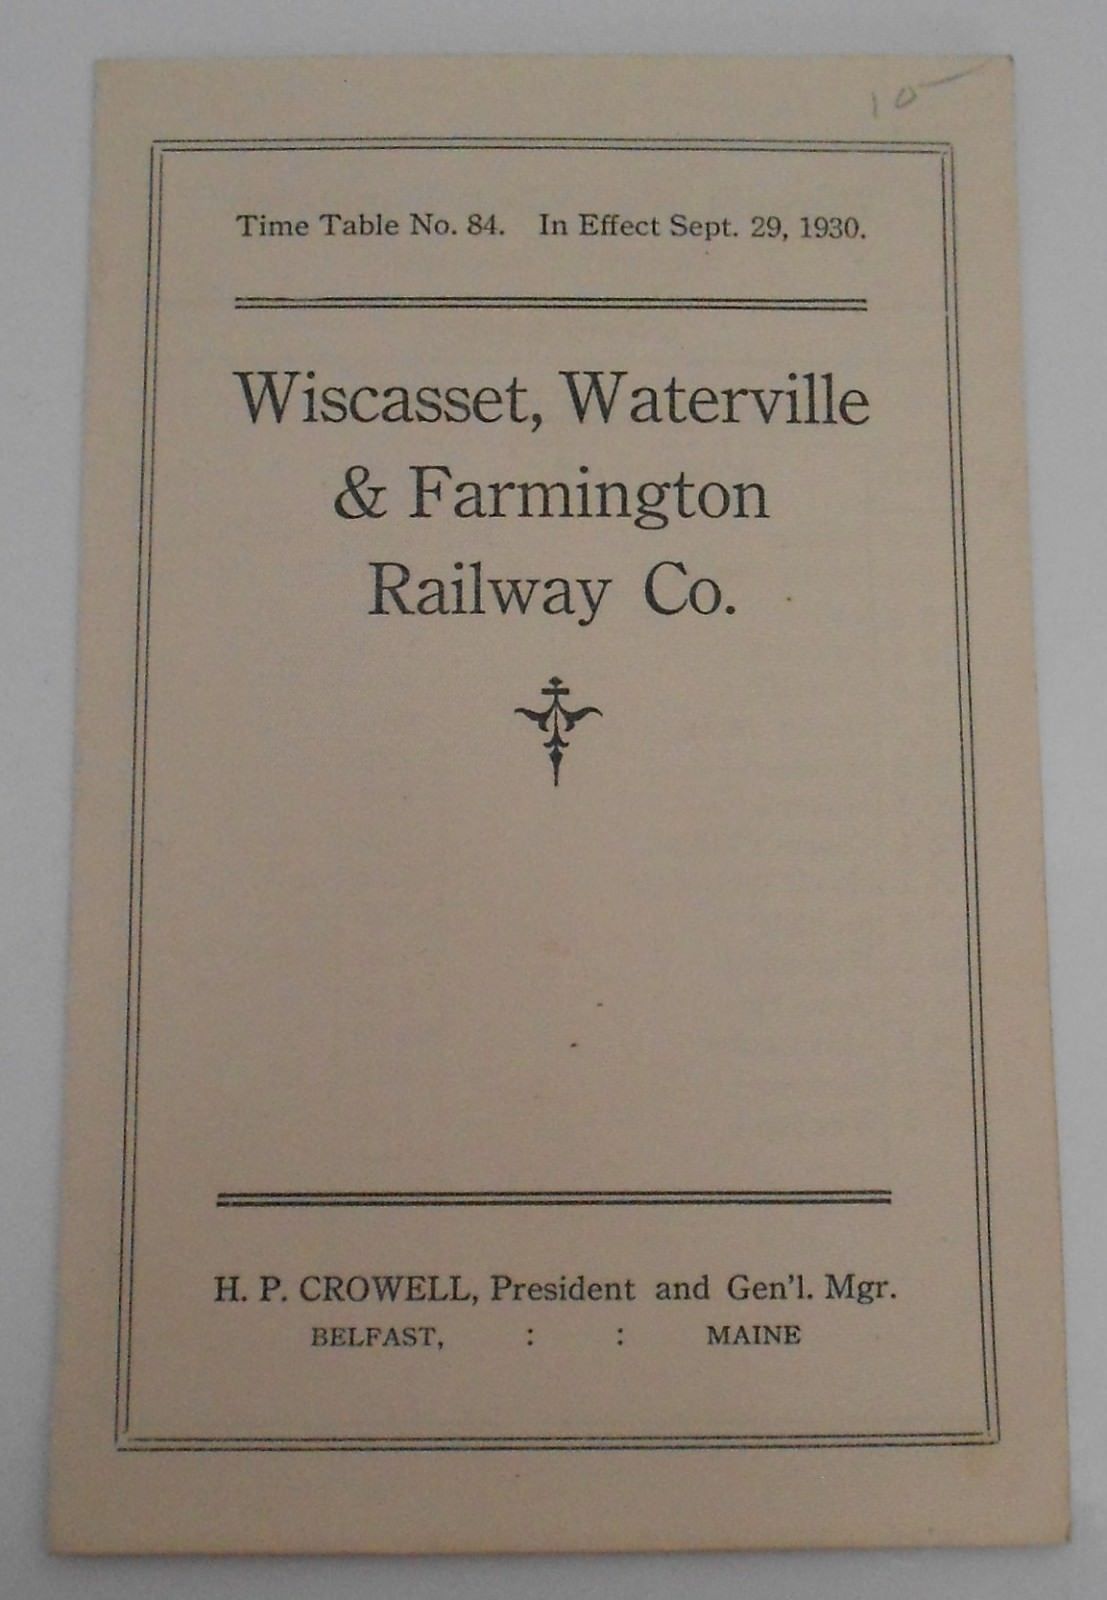 10
Time Table No. 84. In Effect Sept. 29, 1930.
Wiscasset, Waterville
& Farmington
Railway Co.
H. P. CROWELL, President and Gen'l. Mgr.
BELFAST, : : MAINE